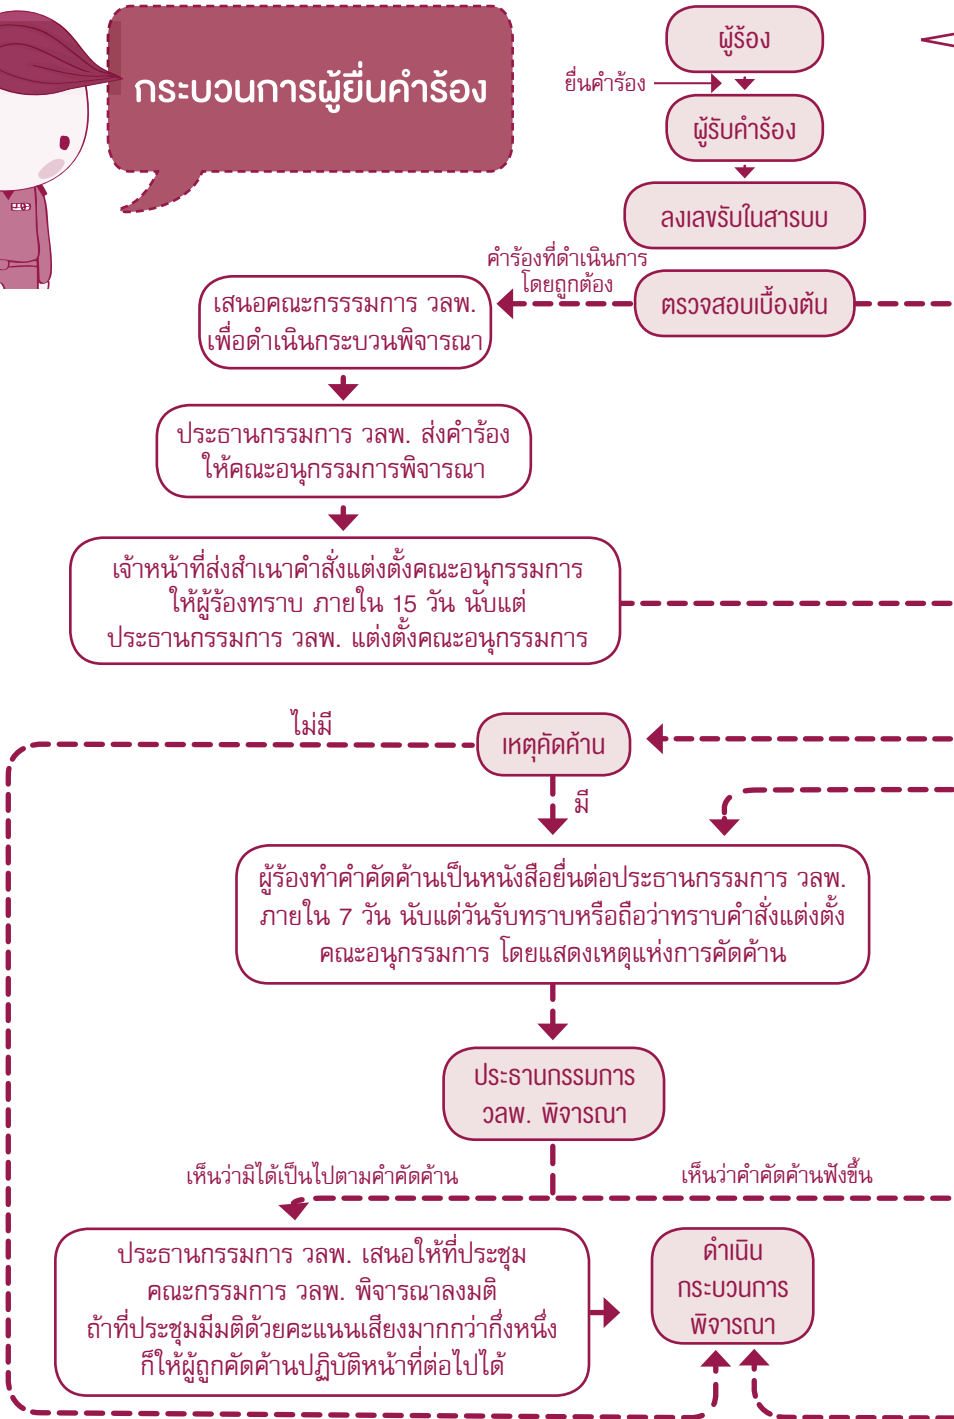 กระบวนการผู้ยื่นคำร้อง
ผู้ร้อง
ยื่นคำร้อง
ผู้รับคำร้อง
ลงเลขรับในสารบบ
คำร้องที่ดำเนินการ
โดยถูกต้อง
ตรวจสอบเบื้องต้น
เสนอคณะกรรรมการ วลพ.
เพื่อดำเนินกระบวนพิจารณา
ประธานกรรมการ วลพ. ส่งคำร้อง
ให้คณะอนุกรรมการพิจารณา
เจ้าหน้าที่ส่งสำเนาคำสั่งแต่งตั้งคณะอนุกรรมการ
ให้ผู้ร้องทราบ ภายใน 15 วัน นับแต่
ประธานกรรมการ วลพ. แต่งตั้งคณะอนุกรรมการ
ไม่มี
เหตุคัดค้าน
มี
ผู้ร้องทำคำคัดค้านเป็นหนังสือยื่นต่อประธานกรรมการ วลพ.
ภายใน 7 วัน นับแต่วันรับทราบหรือถือว่าทราบคำสั่งแต่งตั้ง
คณะอนุกรรมการ โดยแสดงเหตุแห่งการคัดค้าน
ประธานกรรมการ
วลพ. พิจารณา
เห็นว่ามิได้เป็นไปตามคำคัดค้าน
เห็นว่าคำคัดค้านฟังขึ้น
ประธานกรรมการ วลพ. เสนอให้ที่ประชุม
คณะกรรมการ วลพ. พิจารณาลงมติ
ถ้าที่ประชุมมีมติด้วยคะแนนเสียงมากกว่ากึ่งหนึ่ง
ก็ให้ผู้ถูกคัดค้านปฏิบัติหน้าที่ต่อไปได้
ดำเนิน
กระบวนการ
พิจารณา